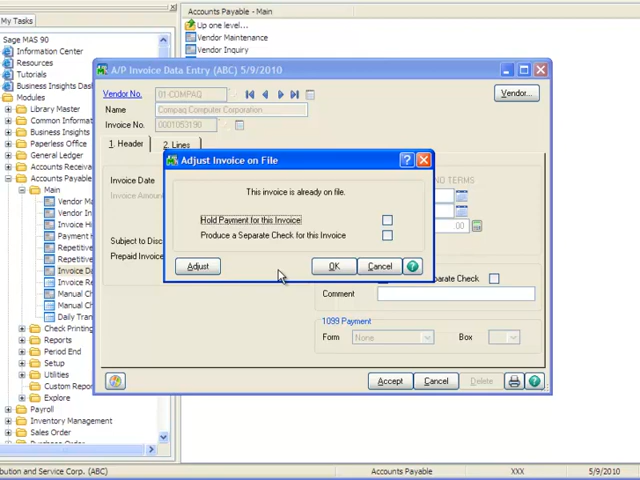 Accounts Payable - Main
My Tasks
Up one level...
Vendor Maintenance
Vendor Inquiry
Sage MAS 90
Information Center
Resources
Tutorials
Business Insights Dash
Modules
Library Master
Common Informat
Business Insights
Paperless Office
General Ledger
Accounts Receiva
Accounts Payable
Main
Vendor Ma
Vendor In
Invoice Hi
Payment
Repetitive
Repetitive
Invoice Da
Invoice Re
Manual C
Manual Ch
Daily Tran
Check Printing
Reports
Period End
Setup
Utilities
Custom Repor
Explore
Payroll
Inventory Management
Sales Order
A/P Invoice Data Entry (ABC) 5/9/2010
Vendor No.
01-COMPAQ
Vendor...
Name
Compaq Computer Corporation
Invoice No.
0001053190
1. Header
2. Lines
Invoice Date
NO TERMS
Invoice Amoun
.00
Subject to Disc
Prepaid Invoice
parate Check
Comment
1099 Payment
Form
None
Box
Accept
Cancel
Delete
Adjust Invoice on File
This invoice is already on file.
Hold Payment for this Invoice
Produce a Separate Check for this Invoice
Adjust
OK
Cancel
bution and Service Corp. (ABC)
Accounts Payable
XXX
5/9/2010